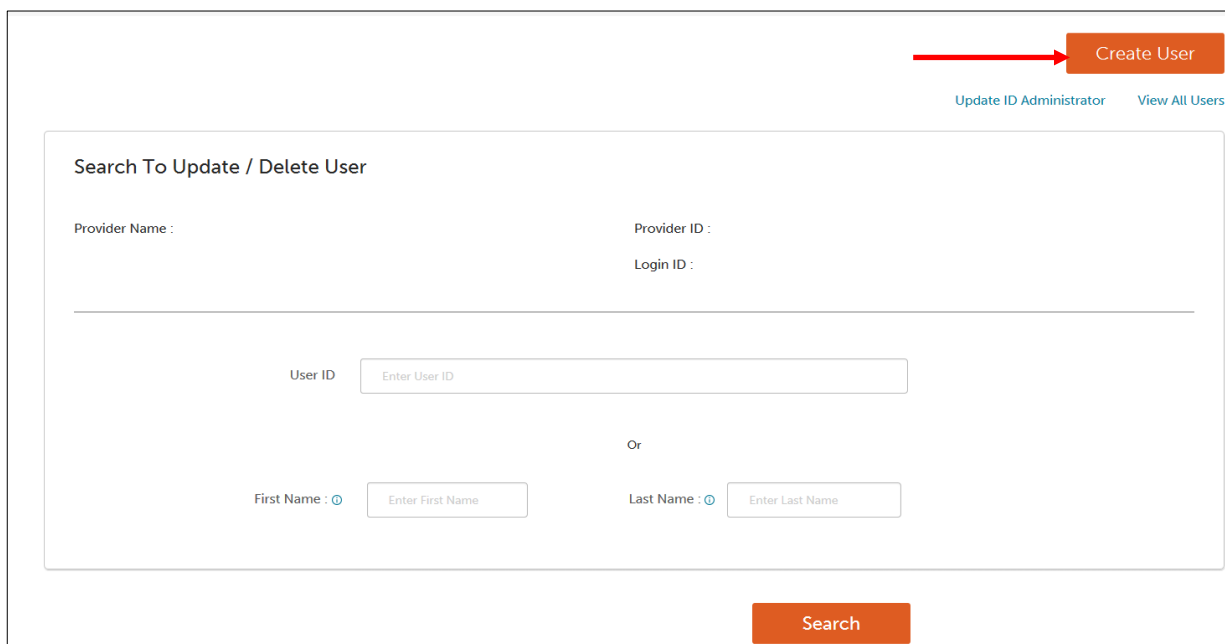 Create User
Update ID Administrator View All Users
Search To Update / Delete User
Provider Name : Provider ID :
Login ID :
User ID Enter User ID
Or
First Name : Enter First Name Last Name : Enter Last Name
Search